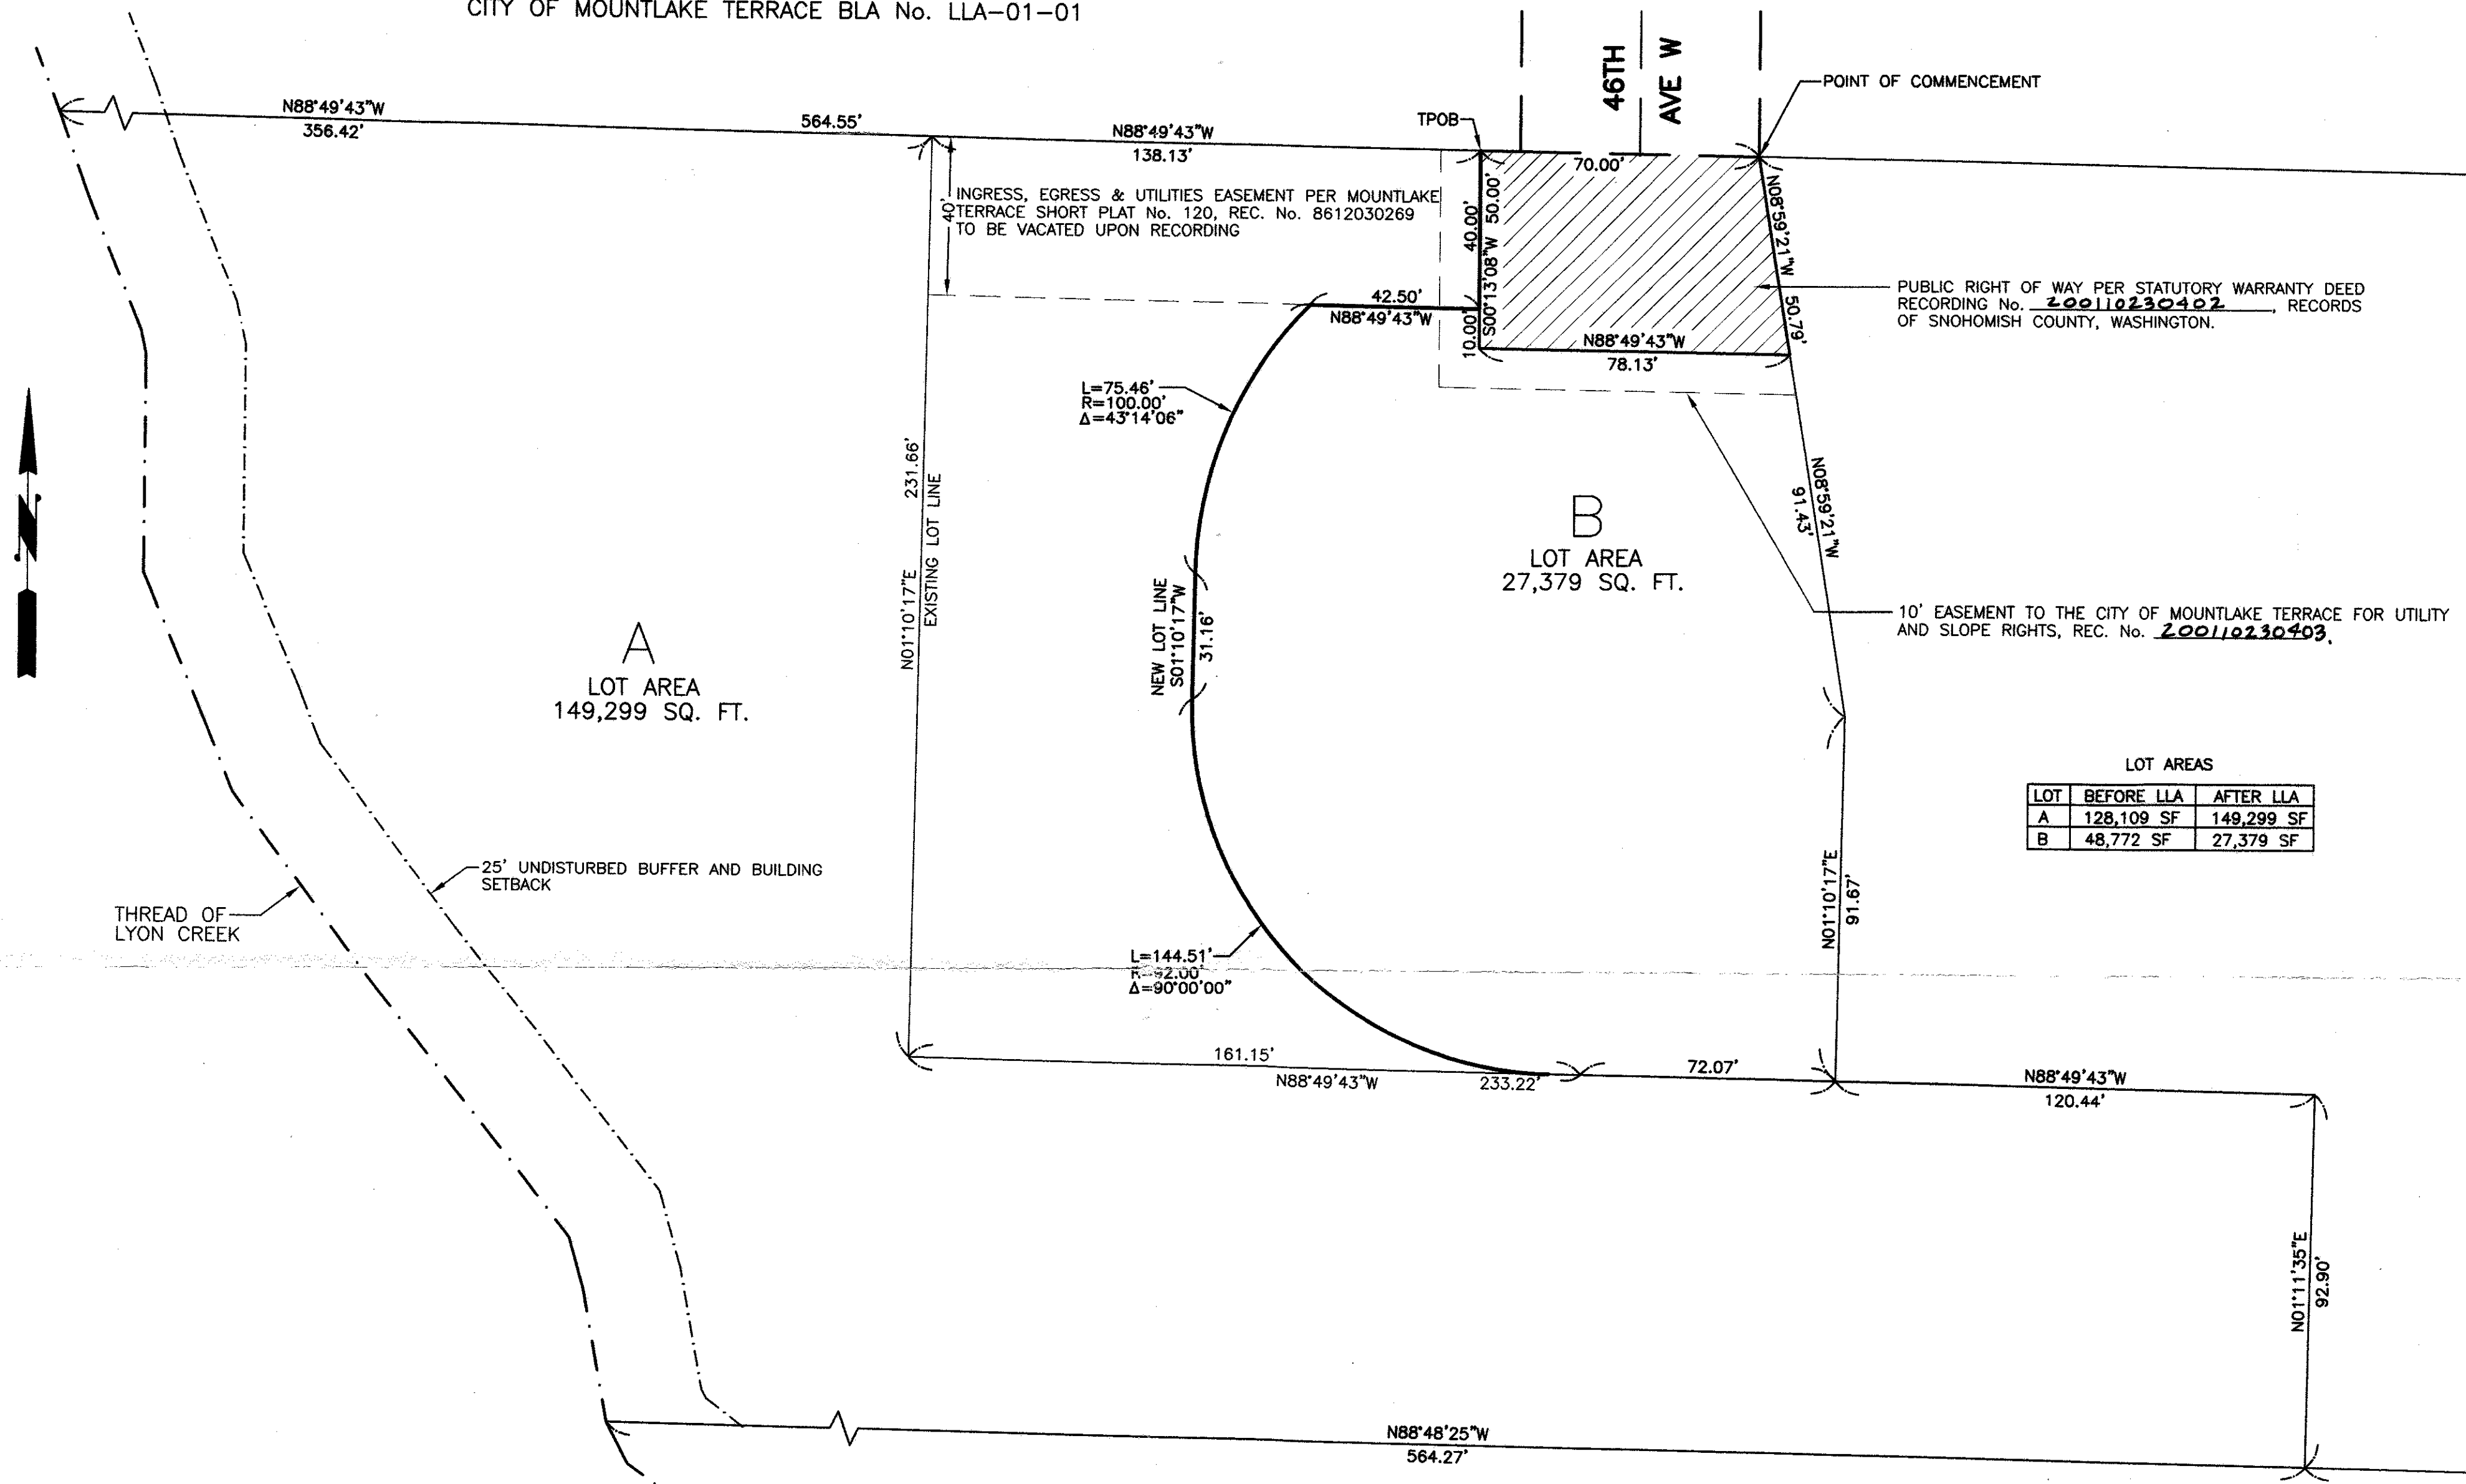 CITY OF MOUNTLAKE TERRACE BLA No. LLA-01-01
46TH
AVE W
POINT OF COMMENCEMENT
N88°49'43"W
356.42'
564.55'
N88°49'43"W
138.13'
TPOB
70.00'
INGRESS, EGRESS & UTILITIES EASEMENT PER MOUNTLAKE
TERRACE SHORT PLAT No. 120, REC. No. 8612030269
TO BE VACATED UPON RECORDING
40'
40.00'
S00°13'08"W 50.00'
10.00'
N08°59'21"W
50.79'
42.50'
N88°49'43"W
N88°49'43"W
78.13'
PUBLIC RIGHT OF WAY PER STATUTORY WARRANTY DEED
RECORDING No. 200110230402, RECORDS
OF SNOHOMISH COUNTY, WASHINGTON.
L=75.46'
R=100.00'
Δ=43°14'06"
N
231.66'
N01°10'17"E
EXISTING LOT LINE
N08°59'21"W
91.43'
B
LOT AREA
27,379 SQ. FT.
NEW LOT LINE
S01°10'17"W
31.16'
10' EASEMENT TO THE CITY OF MOUNTLAKE TERRACE FOR UTILITY
AND SLOPE RIGHTS, REC. No. 200110230403.
A
LOT AREA
149,299 SQ. FT.
LOT AREAS
LOT BEFORE LLA AFTER LLA
A 128,109 SF 149,299 SF
B 48,772 SF 27,379 SF
25' UNDISTURBED BUFFER AND BUILDING
SETBACK
THREAD OF
LYON CREEK
N01°10'17"E
91.67'
L=144.51'
R=92.00'
Δ=90°00'00"
161.15'
N88°49'43"W
233.22'
72.07'
N88°49'43"W
120.44'
N01°11'35"E
92.90'
N88°48'25"W
564.27'